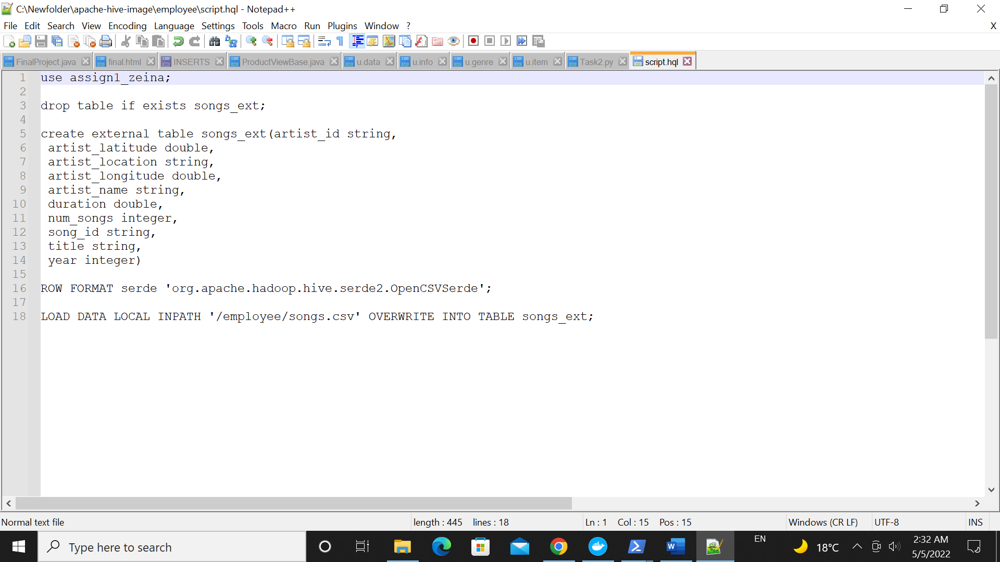 C:\Newfolder\apache-hive-image\employee\script.hql - Notepad++
File Edit Search View Encoding Language Settings Tools Macro Run Plugins Window ? X
FinalProject.java final.html INSERTS ProductViewBase.java u.data u.info u.genre u.item Task2.py script.hql
1 use assign1_zeina;
2
3 drop table if exists songs_ext;
4
5 create external table songs_ext(artist_id string,
6 artist_latitude double,
7 artist_location string,
8 artist_longitude double,
9 artist_name string,
10 duration double,
11 num_songs integer,
12 song_id string,
13 title string,
14 year integer)
15
16 ROW FORMAT serde 'org.apache.hadoop.hive.serde2.OpenCSVSerde';
17
18 LOAD DATA LOCAL INPATH '/employee/songs.csv' OVERWRITE INTO TABLE songs_ext;
Normal text file length : 445 lines : 18 Ln : 1 Col : 15 Pos : 15 Windows (CR LF) UTF-8 INS
Type here to search EN 18°C 2:32 AM
5/5/2022